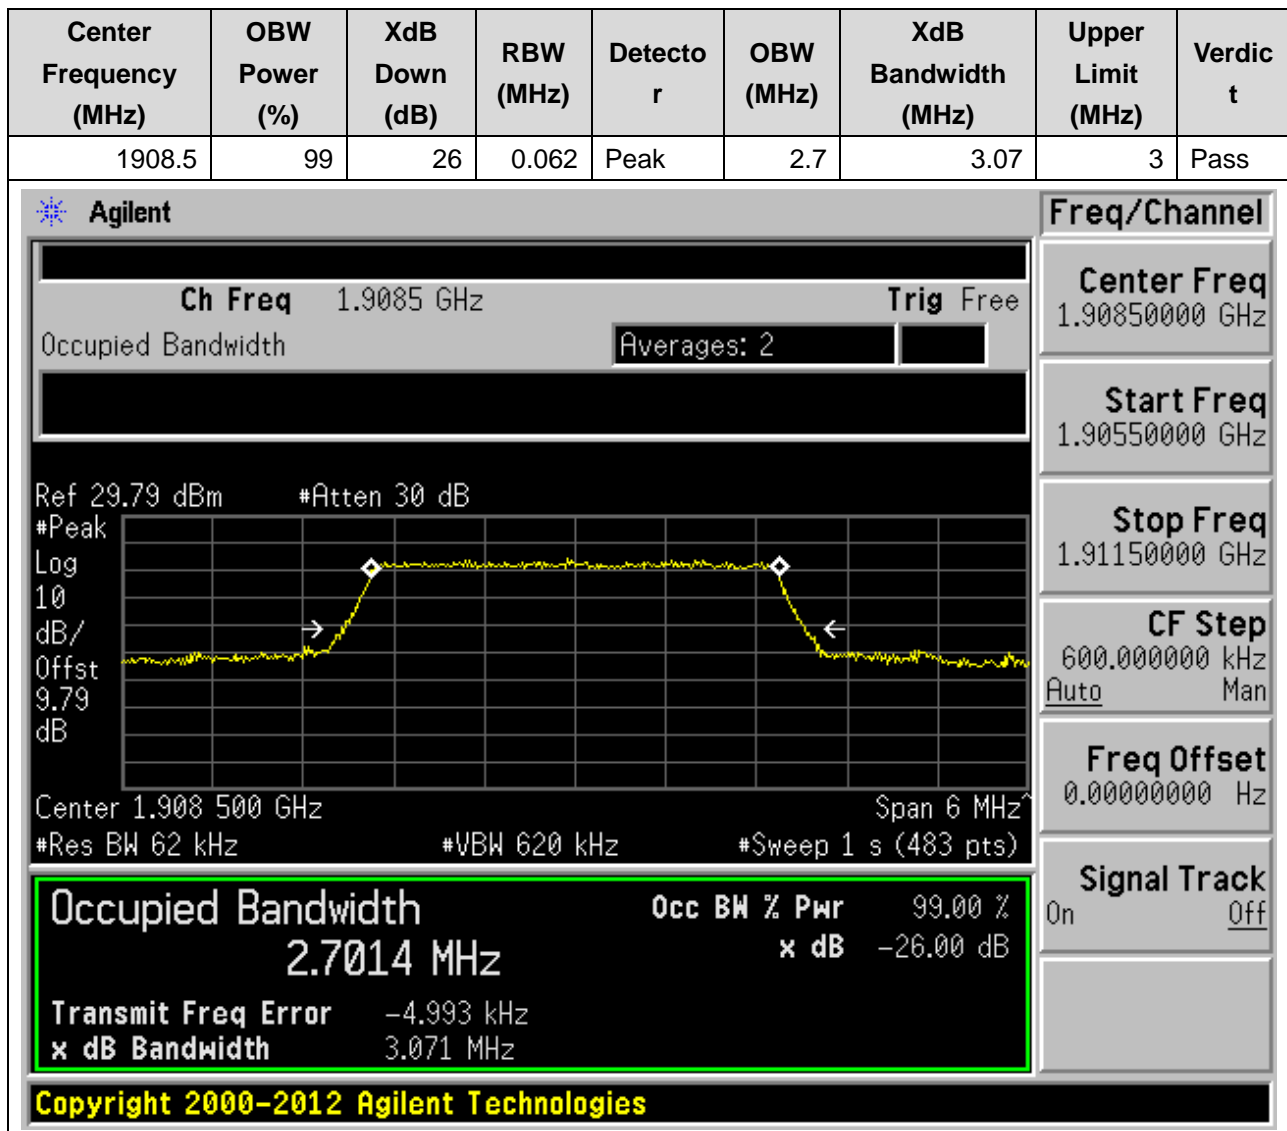 Center Frequency (MHz) OBW Power (%) XdB Down (dB) RBW (MHz) Detecto r OBW (MHz) XdB Bandwidth (MHz) Upper Limit (MHz) Verdic t
1908.5 99 26 0.062 Peak 2.7 3.07 3 Pass
Agilent
Freq/Channel
Ch Freq 1.9085 GHz Trig Free
Occupied Bandwidth Averages: 2
Ref 29.79 dBm #Atten 30 dB
#Peak
Log
10
dB/
Offst
9.79
dB
Center 1.908 500 GHz Span 6 MHz^
#Res BW 62 kHz #VBW 620 kHz #Sweep 1 s (483 pts)
Occupied Bandwidth Occ BW % Pwr 99.00 %
2.7014 MHz x dB -26.00 dB
Transmit Freq Error -4.993 kHz
x dB Bandwidth 3.071 MHz
Copyright 2000-2012 Agilent Technologies
Center Freq
1.90850000 GHz
Start Freq
1.90550000 GHz
Stop Freq
1.91150000 GHz
CF Step
600.000000 kHz
Auto Man
Freq Offset
0.00000000 Hz
Signal Track
On Off